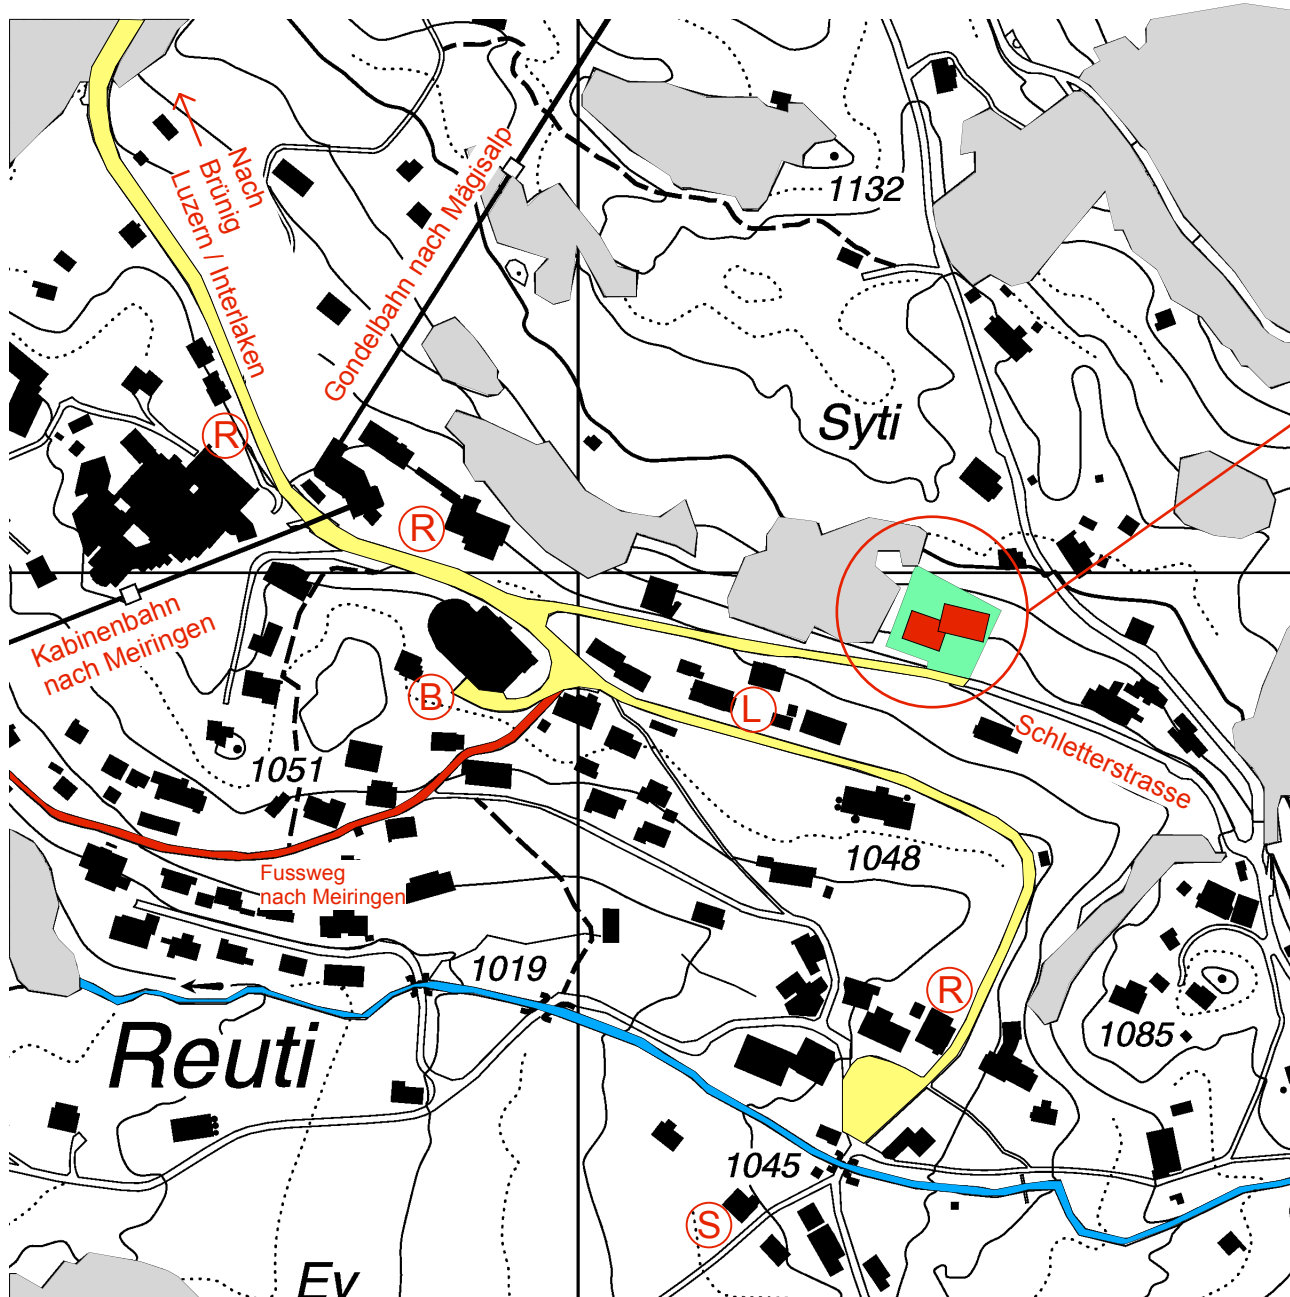 Nach
Brünig
Luzern / Interlaken
Gondelbahn nach Mägisalp
1132
Syti
R
R
Kabinenbahn
nach Meiringen
B
L
Schletterstrasse
1051
1048
Fussweg
nach Meiringen
1019
R
Reuti
1085
1045
S
Ey